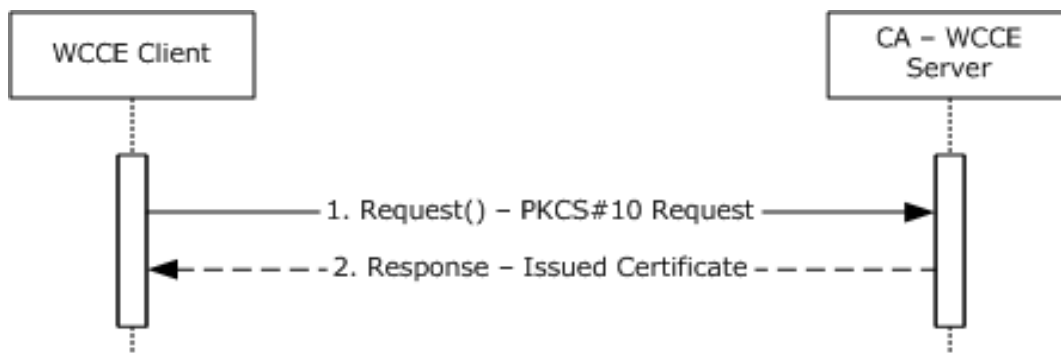 WCCE Client
CA – WCCE
Server
1. Request() – PKCS#10 Request
2. Response – Issued Certificate